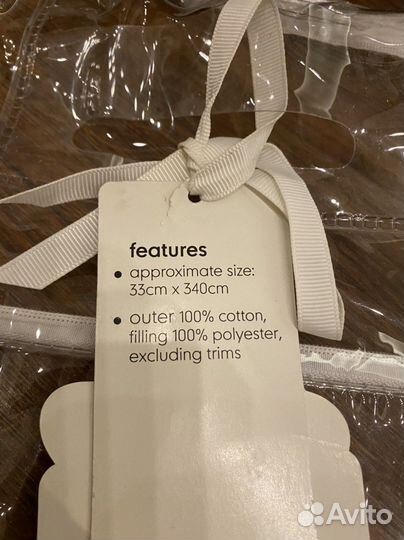 features
• approximate size:
33cm x 340cm
• outer 100% cotton,
filling 100% polyester,
excluding trims
Avito